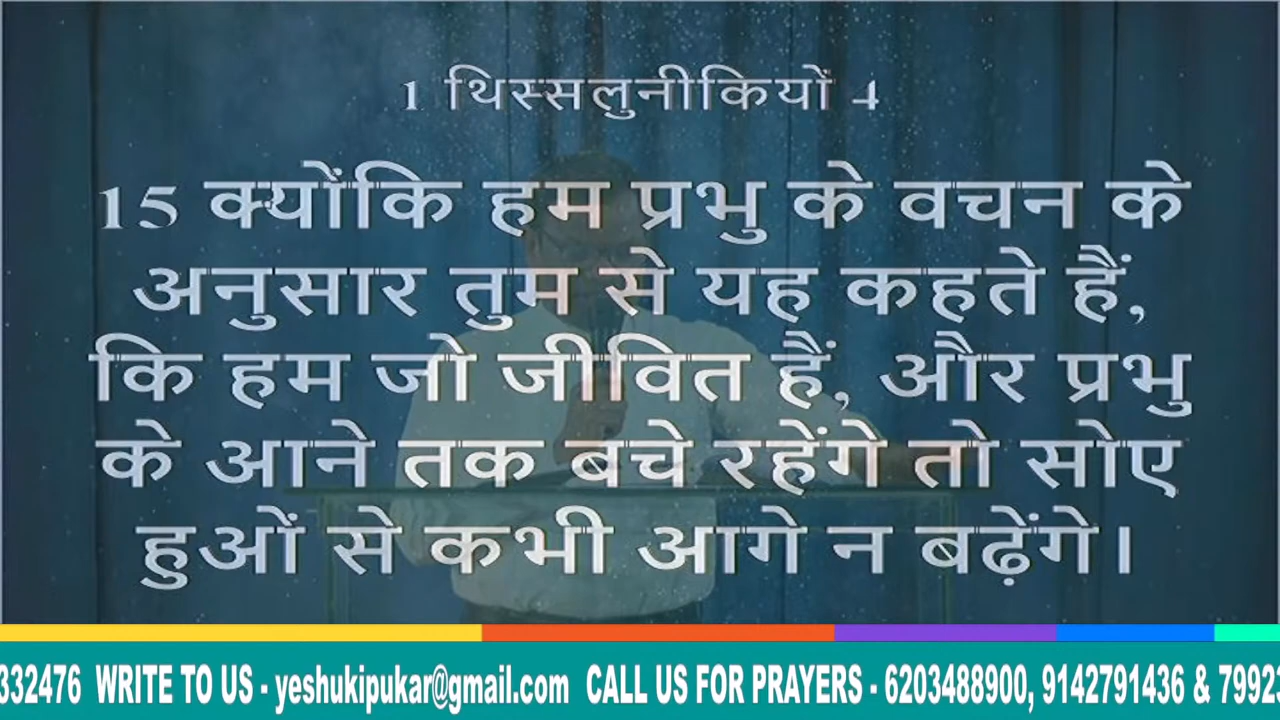 1 थिस्सलुनीकियों 4
15 क्योंकि हम प्रभु के वचन के
अनुसार तुम से यह कहते हैं,
कि हम जो जीवित हैं, और प्रभु
के आने तक बचे रहेंगे तो सोए
हुओं से कभी आगे न बढ़ेंगे।
332476 WRITE TO US - yeshukipukar@gmail.com CALL US FOR PRAYERS - 6203488900, 9142791436 & 7992